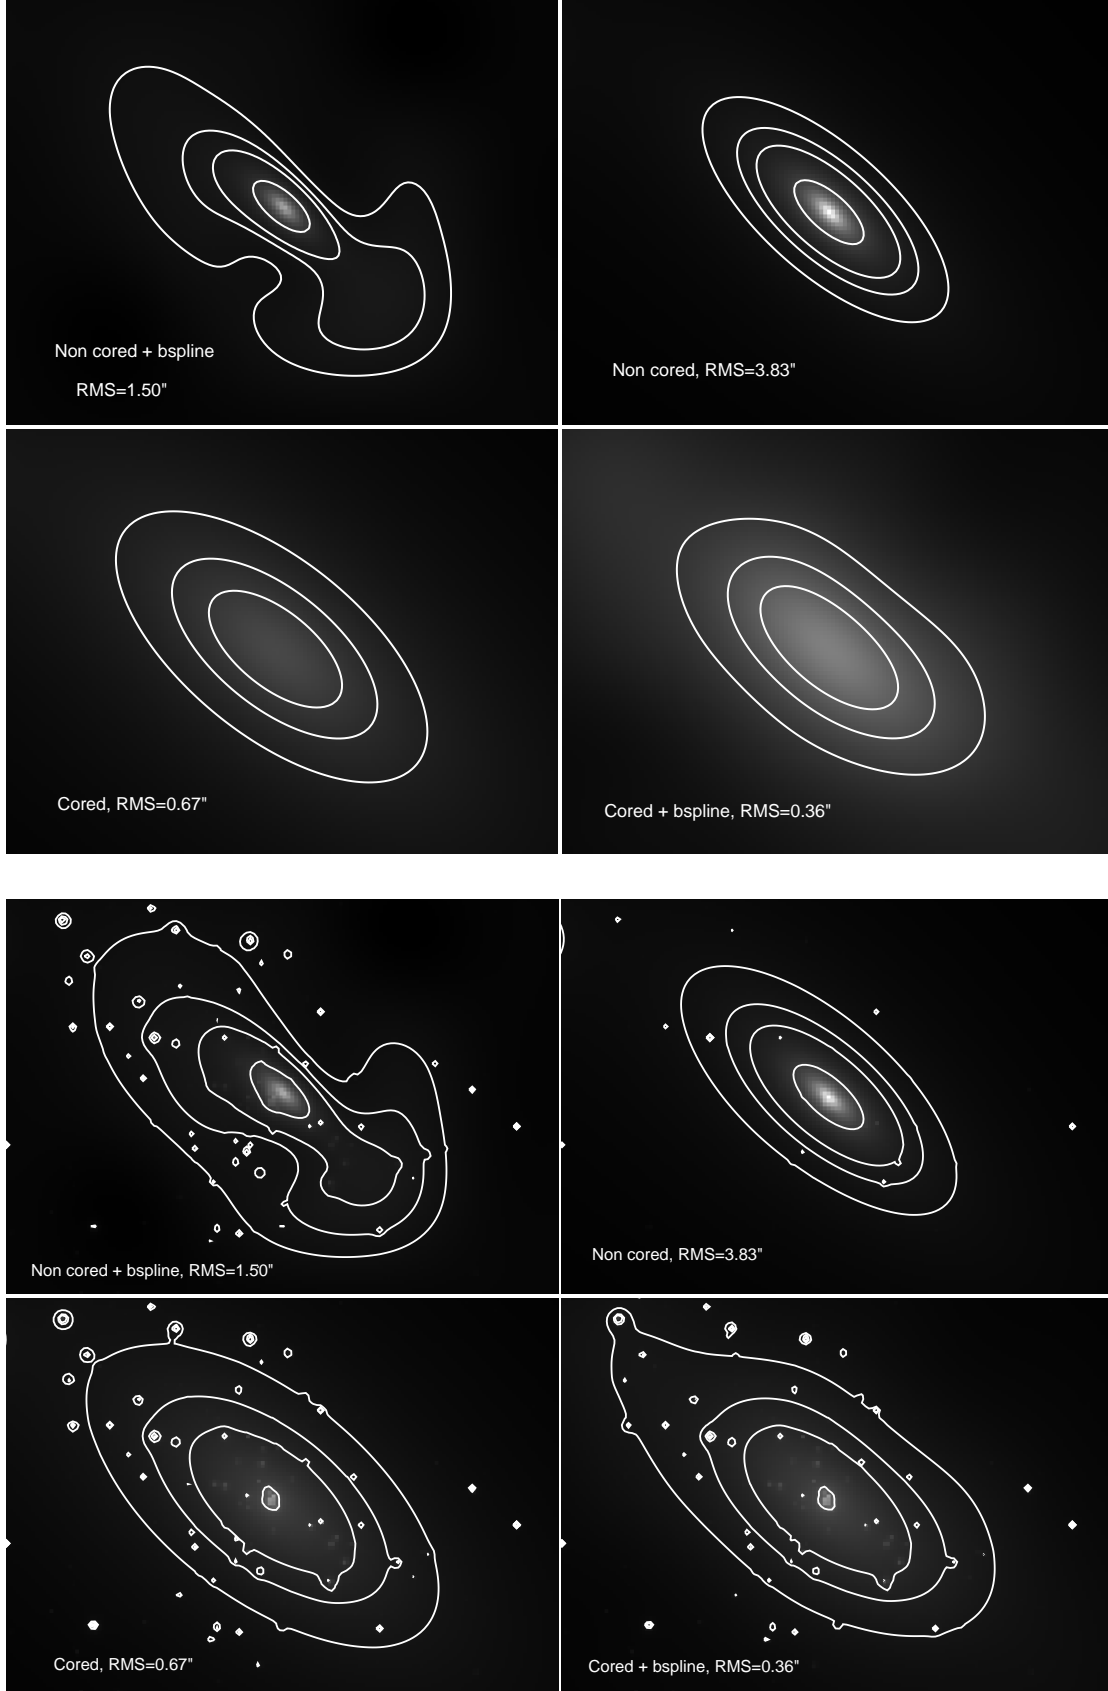 Non cored + bspline
RMS=1.50"
Non cored, RMS=3.83"
Cored, RMS=0.67"
Cored + bspline, RMS=0.36"
Non cored + bspline, RMS=1.50"
Non cored, RMS=3.83"
Cored, RMS=0.67"
Cored + bspline, RMS=0.36"